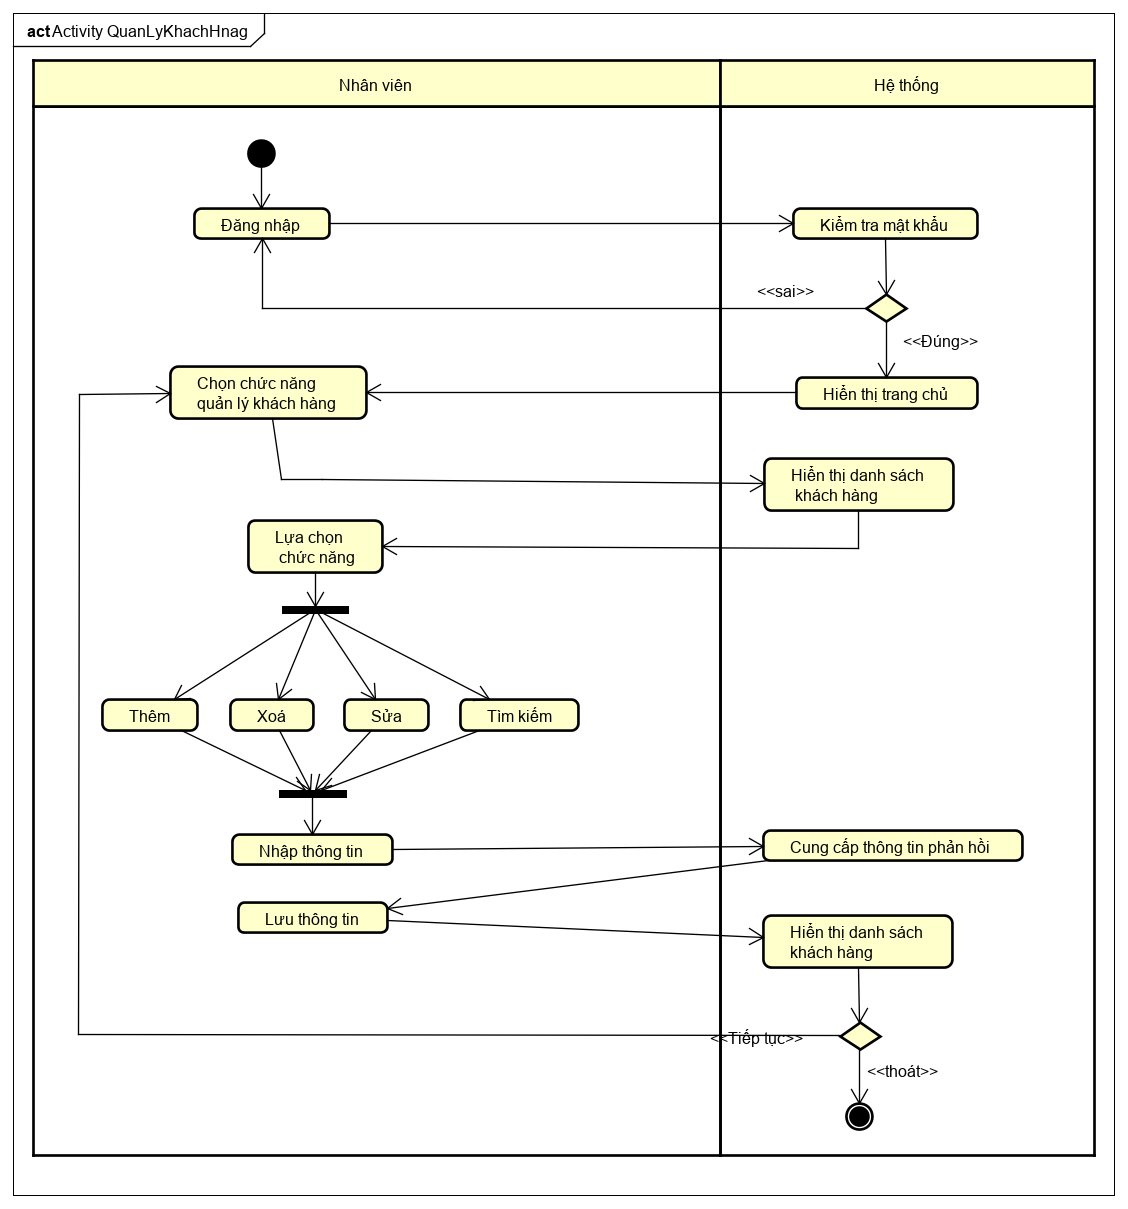 act Activity QuanLyKhachHnag
Nhân viên
Hệ thống
Đăng nhập
Kiểm tra mật khẩu
<<sai>>
<<Đúng>>
Chọn chức năng
quản lý khách hàng
Hiển thị trang chủ
Hiển thị danh sách
khách hàng
Lựa chọn
chức năng
Thêm
Xoá
Sửa
Tìm kiếm
Nhập thông tin
Cung cấp thông tin phản hồi
Lưu thông tin
Hiển thị danh sách
khách hàng
<<Tiếp tục>>
<<thoát>>